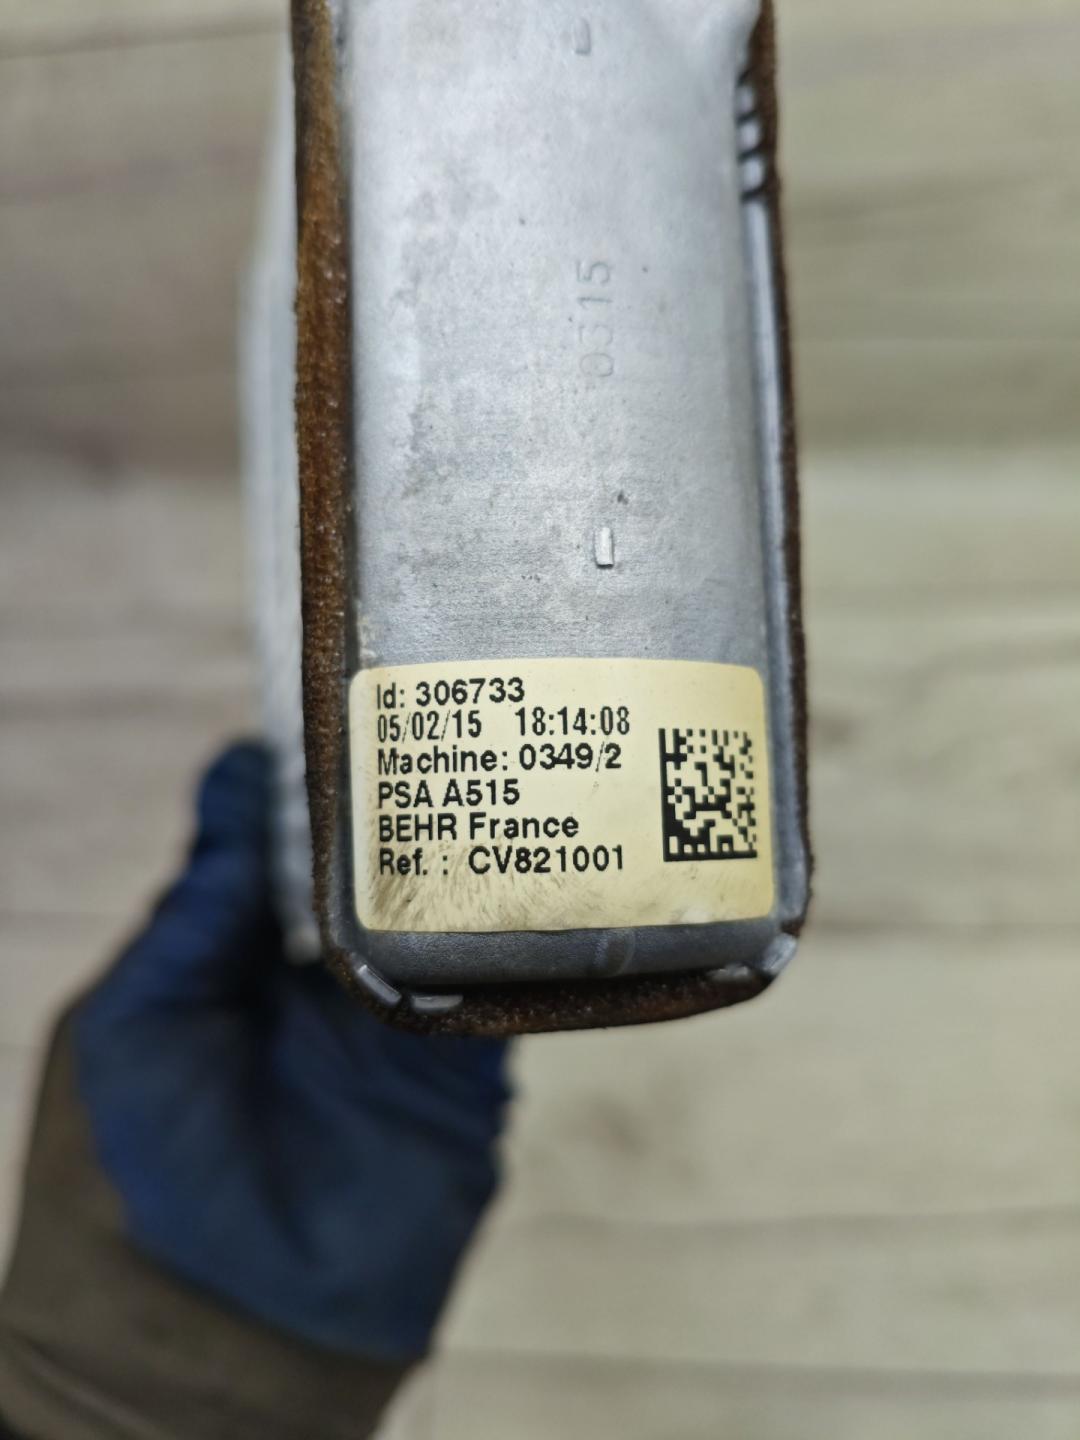 0315
Id: 306733
05/02/15 18:14:08
Machine: 0349/2
PSA A515
BEHR France
Ref. : CV821001